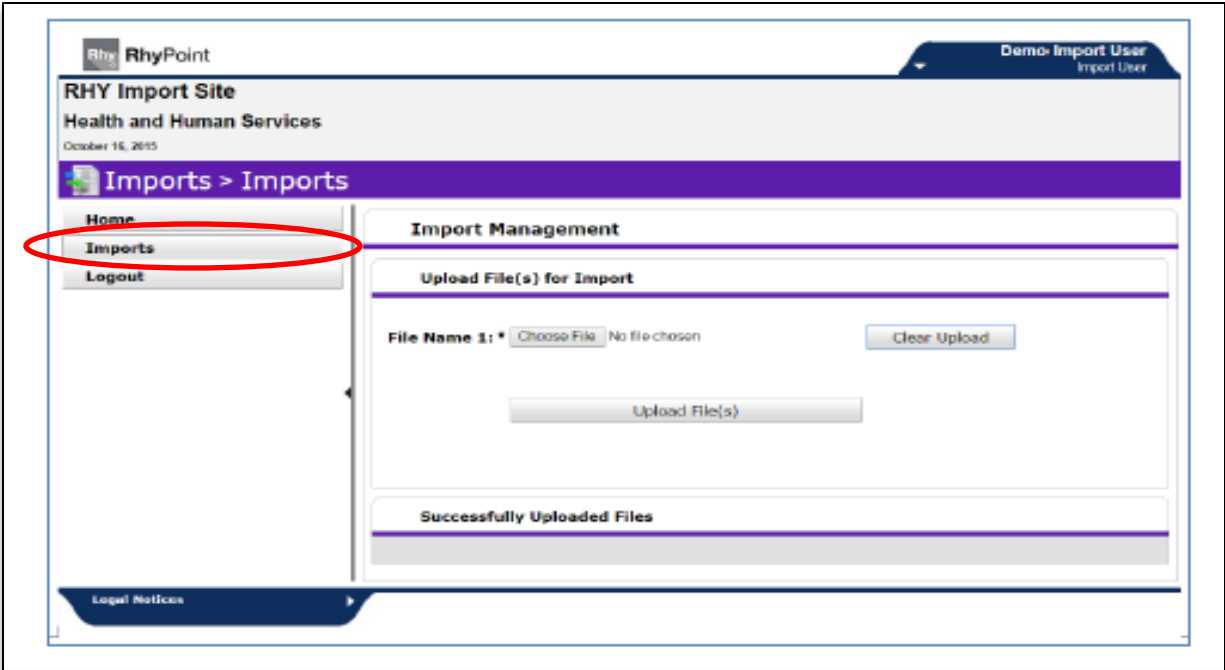 Rhy RhyPoint
Demo- Import User
Import User
RHY Import Site
Health and Human Services
October 16, 2015
Imports > Imports
Home
Imports
Logout
Import Management
Upload File(s) for Import
File Name 1: * Choose File No file chosen Clear Upload
Upload File(s)
Successfully Uploaded Files
Legal Notices